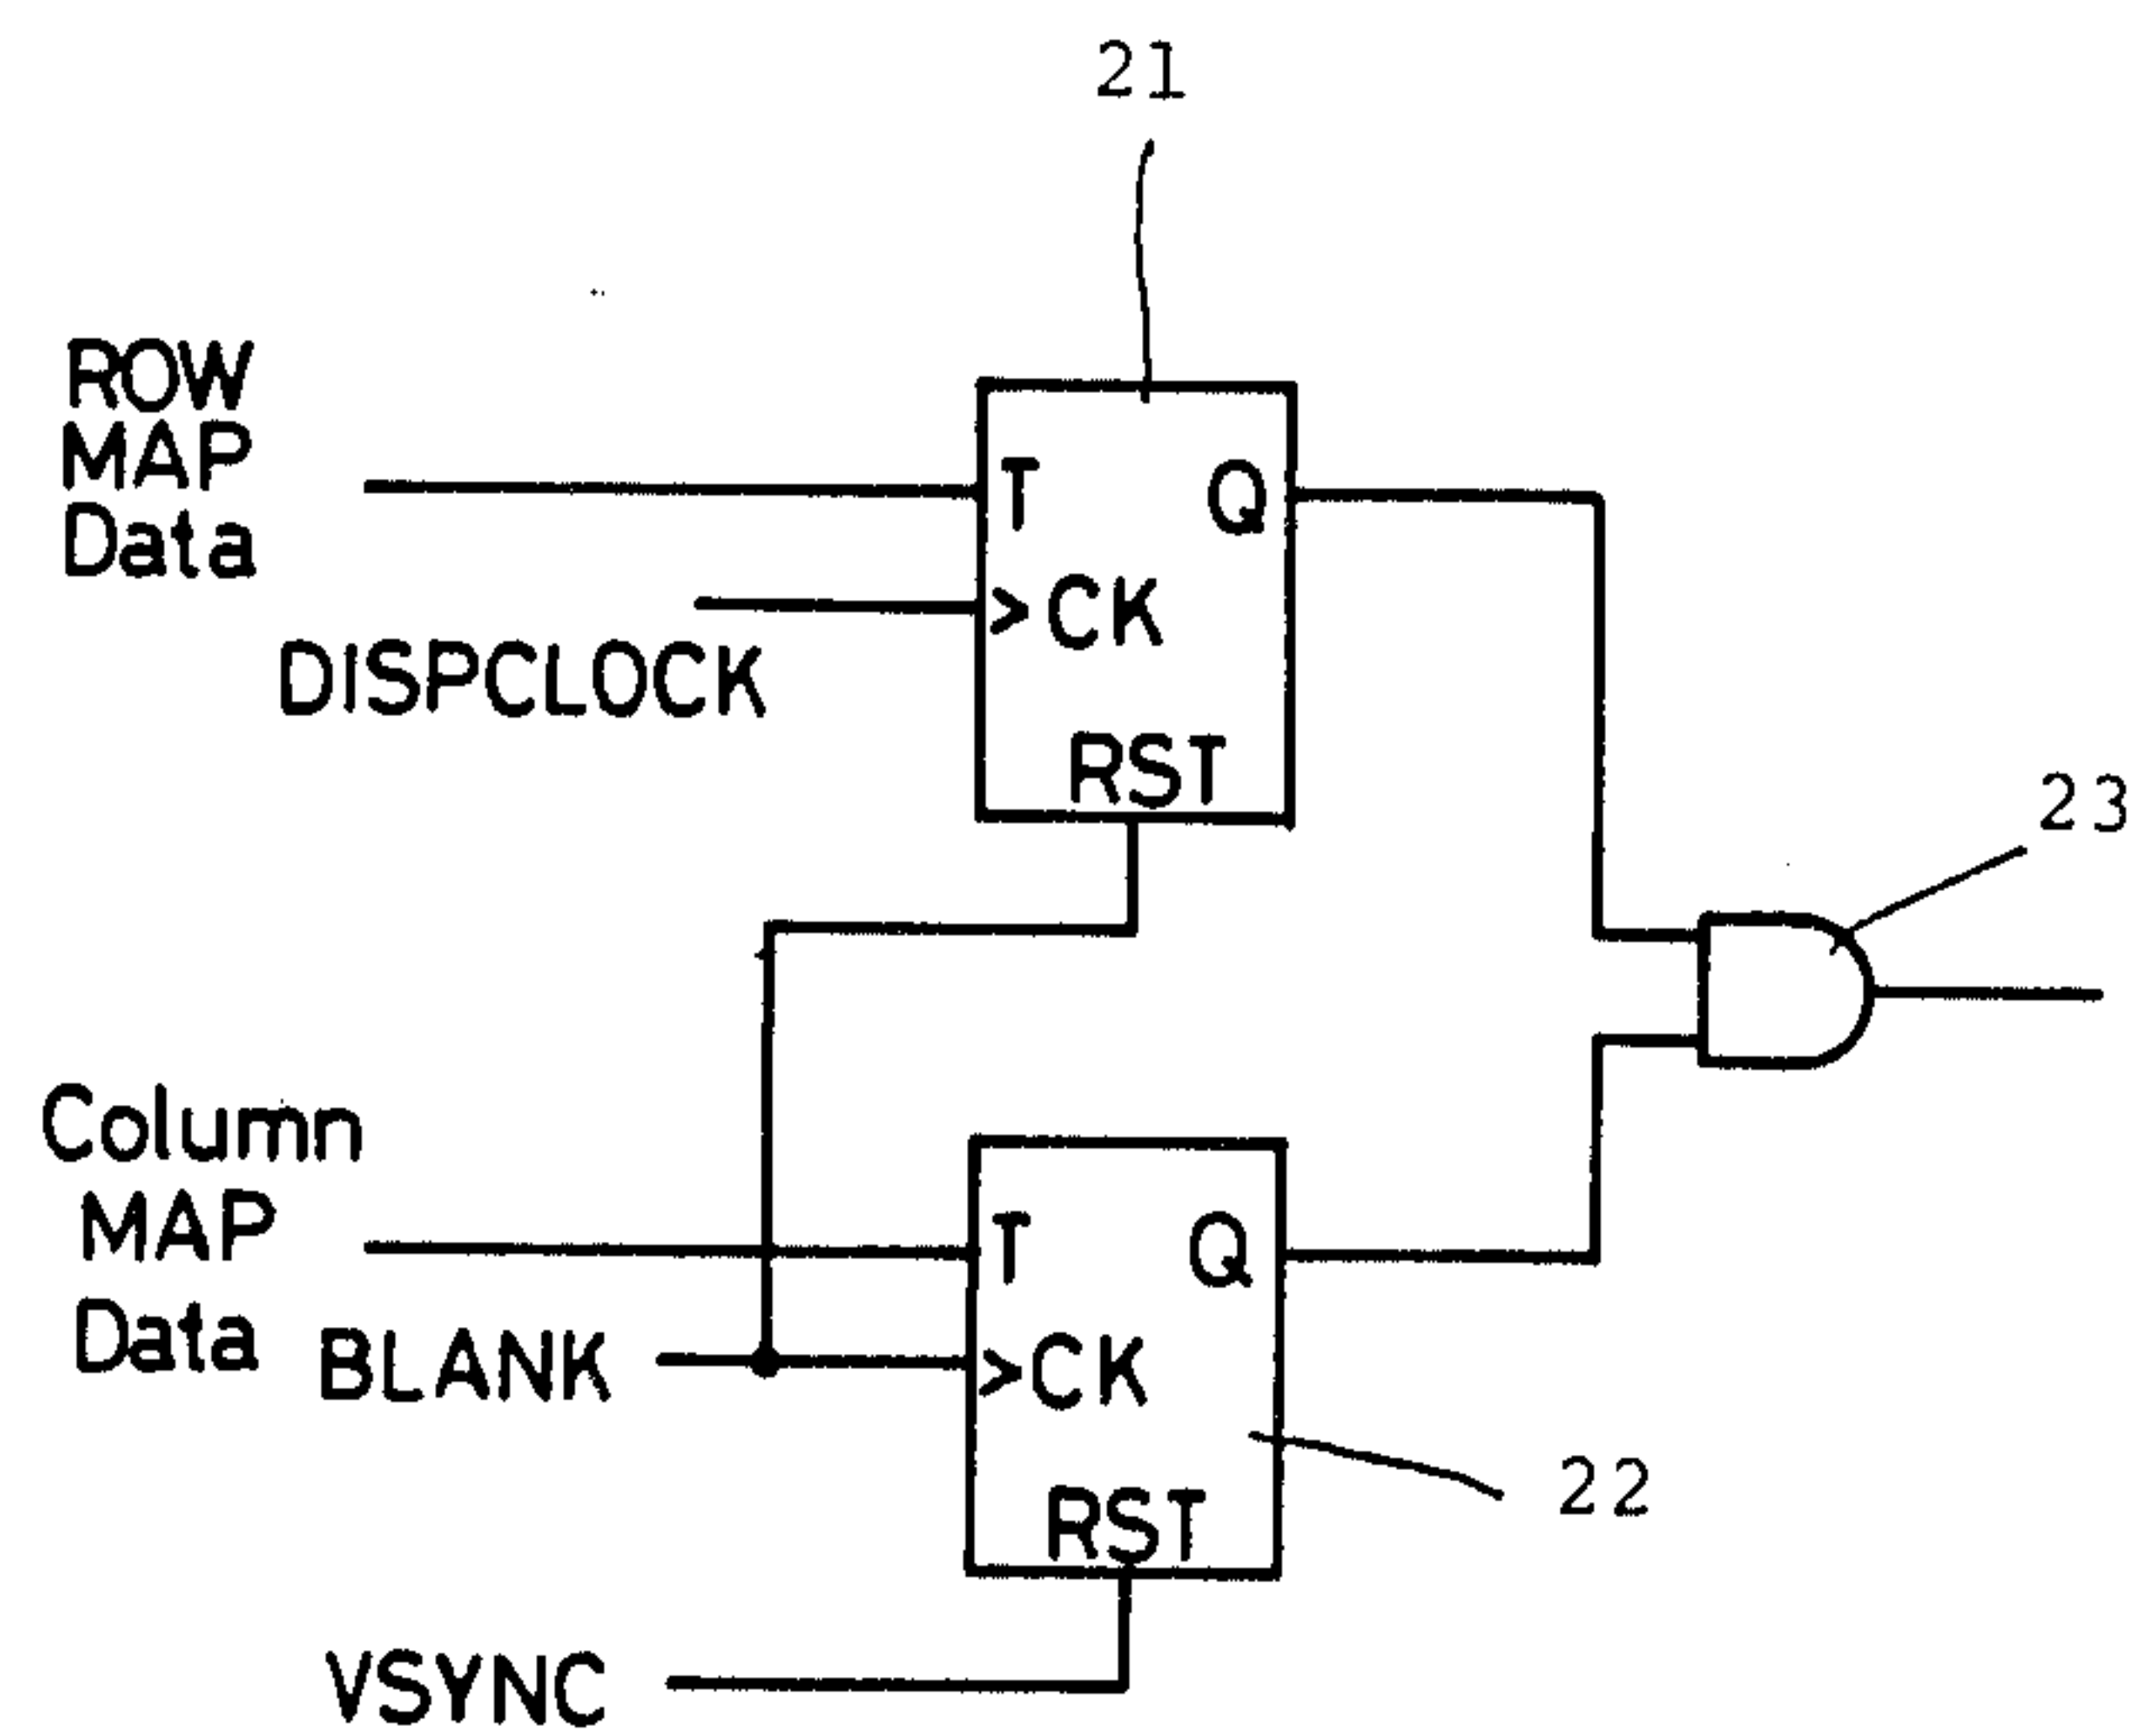 21
ROW
MAP
Data
T
Q
>CK
DISPCLOCK
RST
23
Column
MAP
Data
T
Q
BLANK
>CK
22
RST
VSYNC